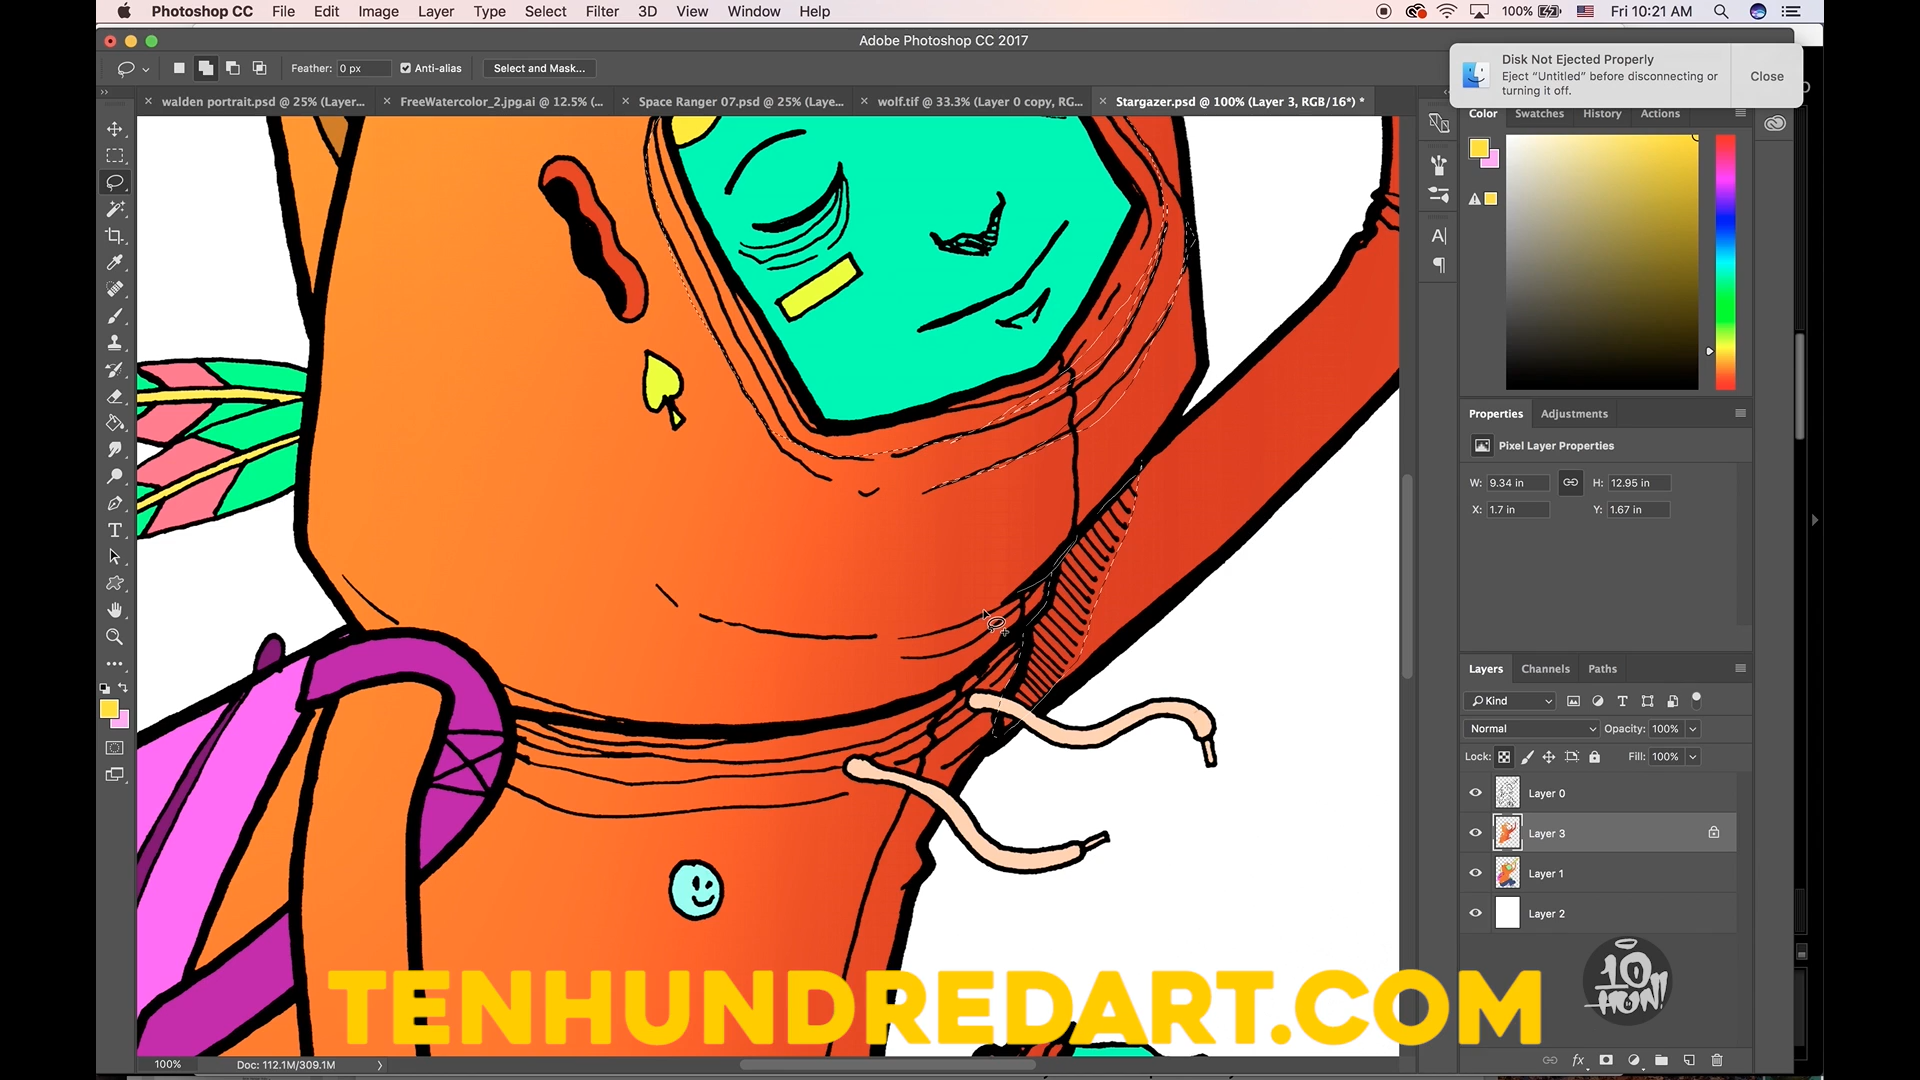 Photoshop CC File Edit Image Layer Type Select Filter 3D View Window Help 100% Fri 10:21 AM
Adobe Photoshop CC 2017
Feather: 0 px Anti-alias Select and Mask...
Disk Not Ejected Properly
Eject “Untitled” before disconnecting or
turning it off.
Close
walden portrait.psd @ 25% (Layer... FreeWatercolor_2.jpg.ai @ 12.5% (... Space Ranger 07.psd @ 25% (Laye... wolf.tif @ 33.3% (Layer 0 copy, RG... Stargazer.psd @ 100% (Layer 3, RGB/16*) *
Color Swatches History Actions
Properties Adjustments
Pixel Layer Properties
W: 9.34 in H: 12.95 in
X: 1.7 in Y: 1.67 in
Layers Channels Paths
Kind
Normal Opacity: 100%
Lock: Fill: 100%
Layer 0
Layer 3
Layer 1
Layer 2
10
HUN!
TENHUNDREDART.COM
100% Doc: 112.1M/309.1M
fx